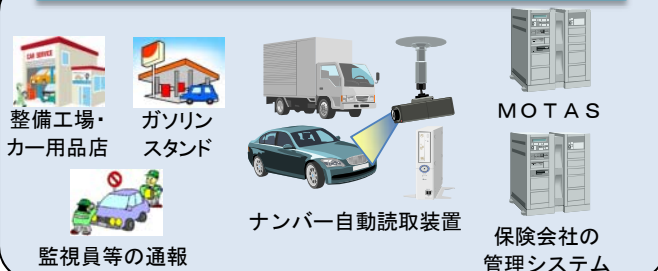 整備工場・
カー用品店
ガソリン
スタンド
MOTAS
ナンバー自動読取装置
監視員等の通報
保険会社の
管理システム